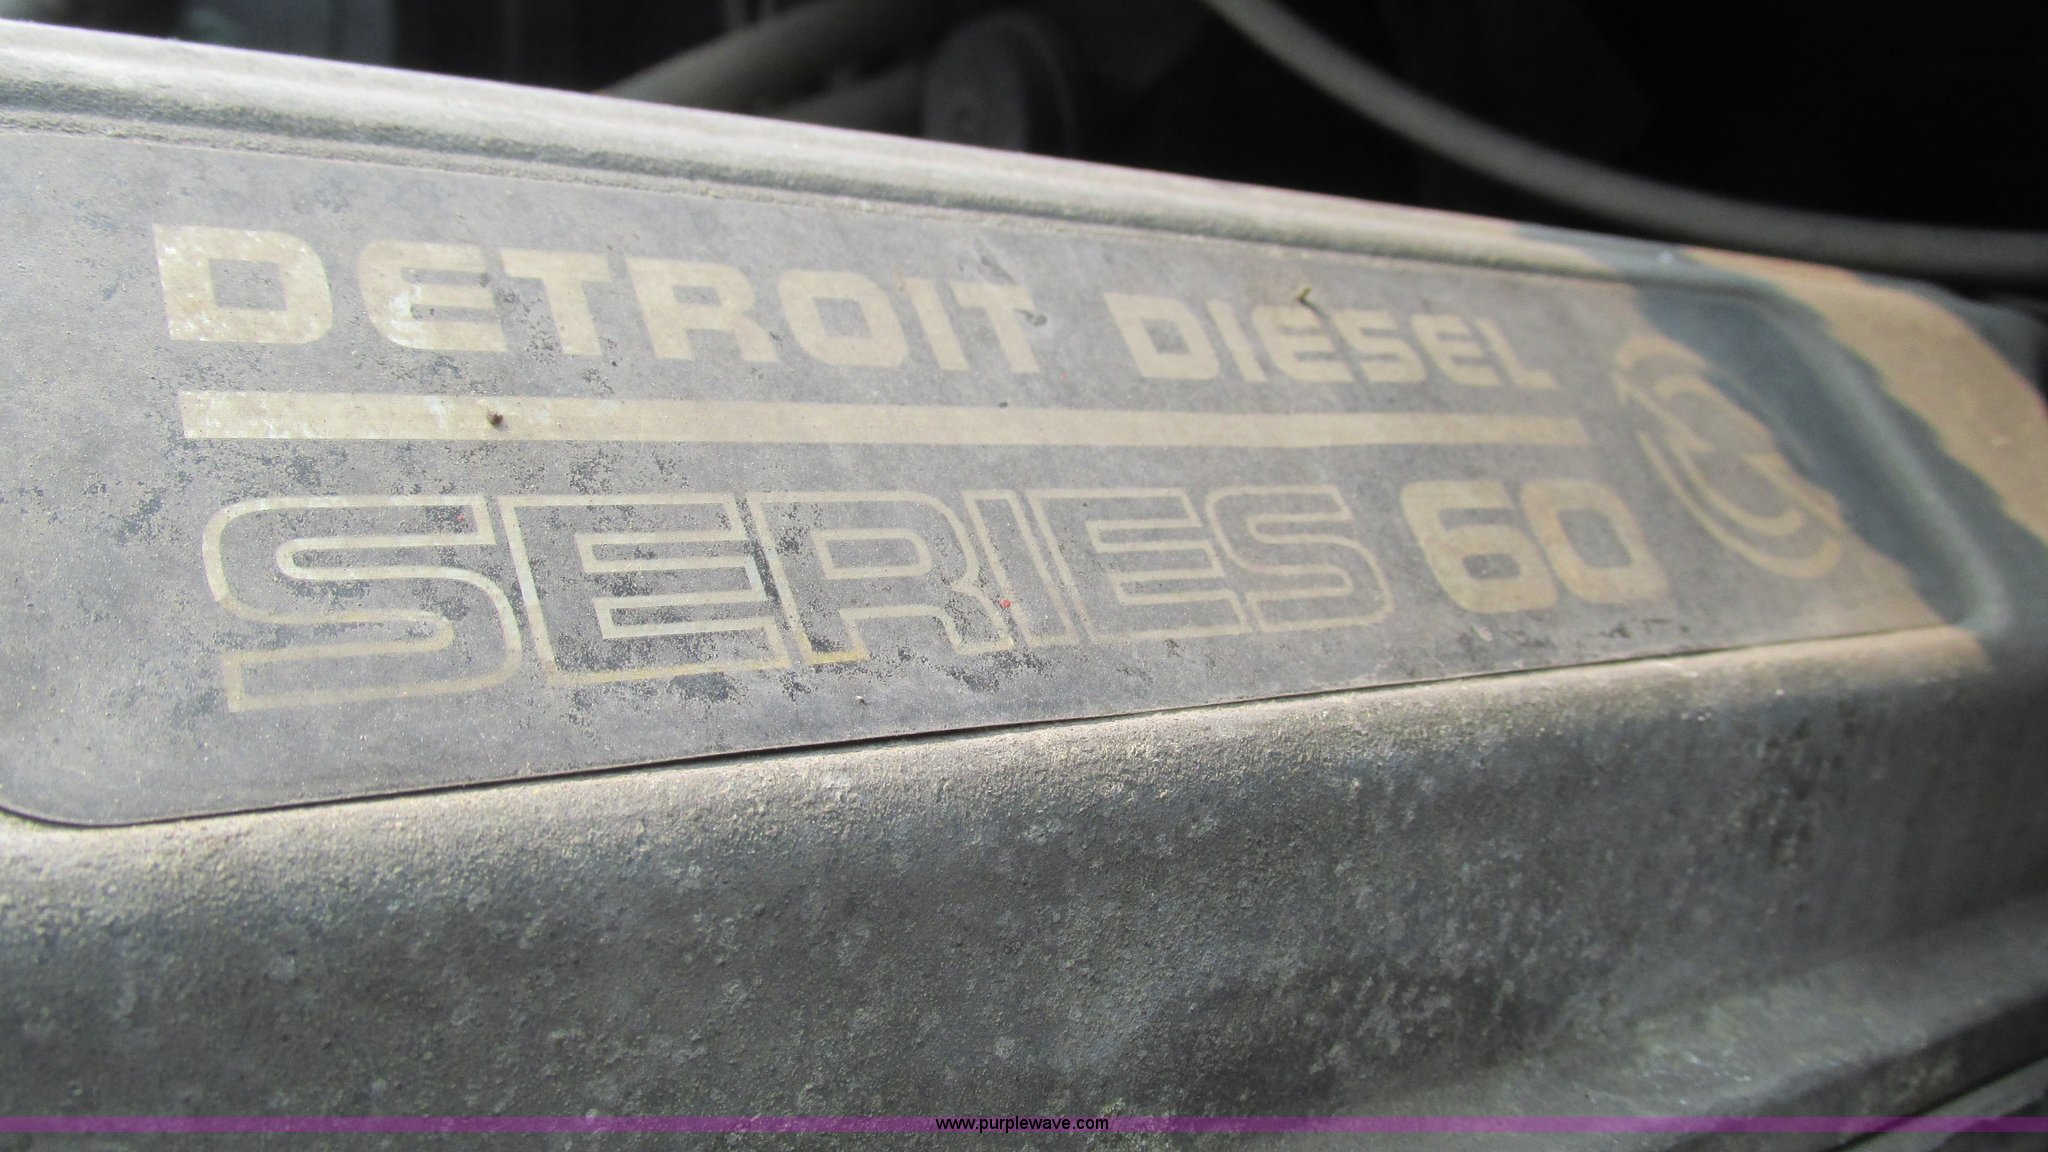 DETROIT DIESEL
SERIES 60
www.purplewave.com